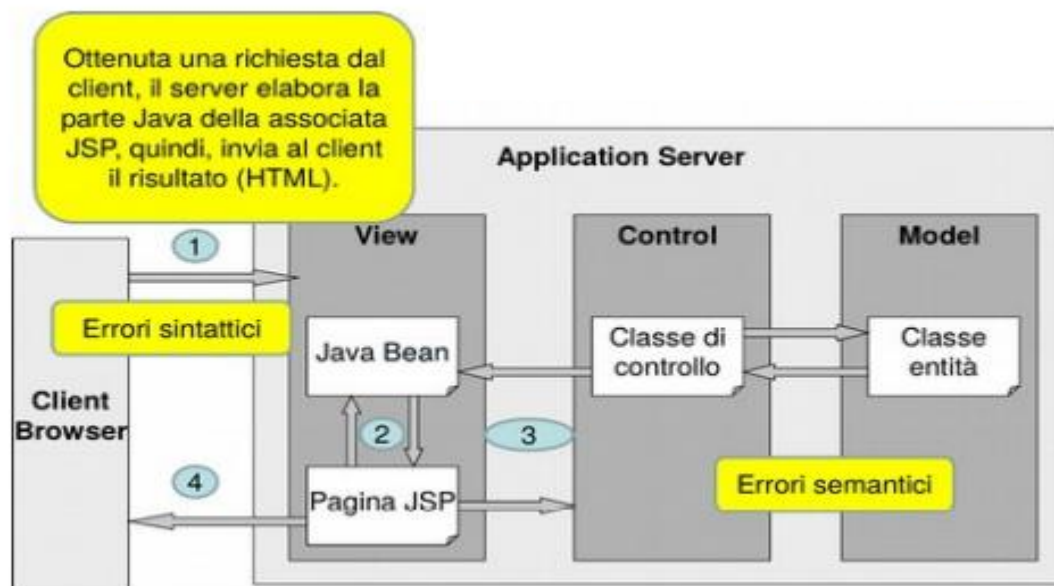 Ottenuta una richiesta dal
client, il server elabora la
parte Java della associata
JSP, quindi, invia al client
il risultato (HTML).
Application Server
View
Control
Model
1
Errori sintattici
Java Bean
Classe di
controllo
Classe
entità
Client
Browser
2
3
4
Pagina JSP
Errori semantici